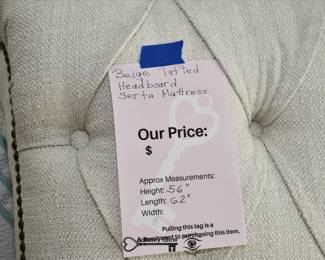 Beige Tufted
Headboard
Serta Mattress
Our Price:
$
Approx Measurements:
Height: 56"
Length: 62"
Width:
Pulling this tag is a
to purchasing this item.